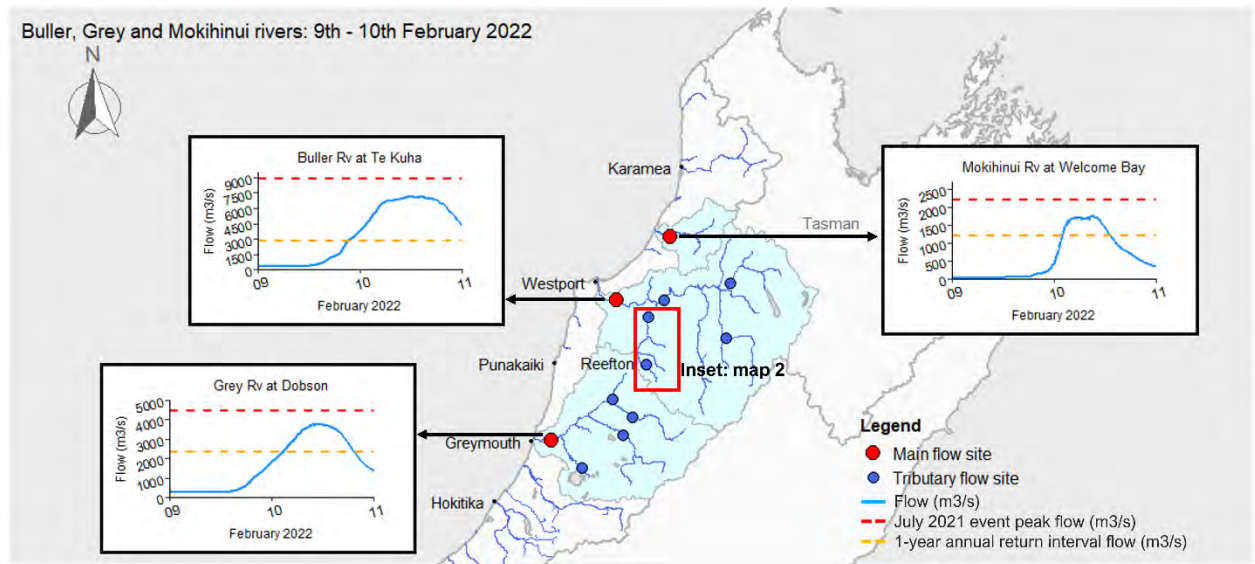 Buller, Grey and Mokihinui rivers: 9th - 10th February 2022
N
Buller Rv at Te Kuha
Flow (m3/s)
9000
7500
6000
4500
3000
1500
0
09
10
11
February 2022
Karamea
Tasman
Mokihinui Rv at Welcome Bay
Flow (m3/s)
2500
2000
1500
1000
500
0
09
10
11
February 2022
Westport
Punakaiki
Reefton
Inset: map 2
Grey Rv at Dobson
Flow (m3/s)
5000
4000
3000
2000
1000
0
09
10
11
February 2022
Greymouth
Hokitika
Legend
Main flow site
Tributary flow site
Flow (m3/s)
July 2021 event peak flow (m3/s)
1-year annual return interval flow (m3/s)